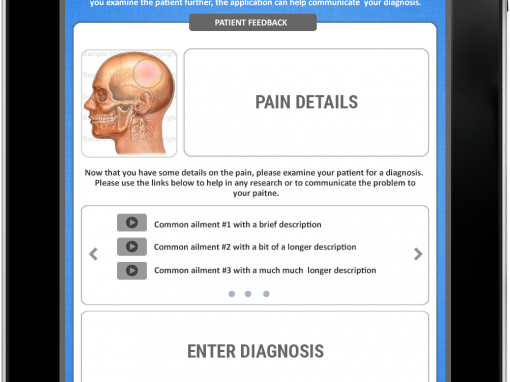 you examine the patient further, the application can help communicate your diagnosis.
PATIENT FEEDBACK
PAIN DETAILS
Now that you have some details on the pain, please examine your patient for a diagnosis.
Please use the links below to help in any research or to communicate the problem to
your paitne.
Common ailment #1 with a brief description
Common ailment #2 with a bit of a longer description
Common ailment #3 with a much much longer description
ENTER DIAGNOSIS